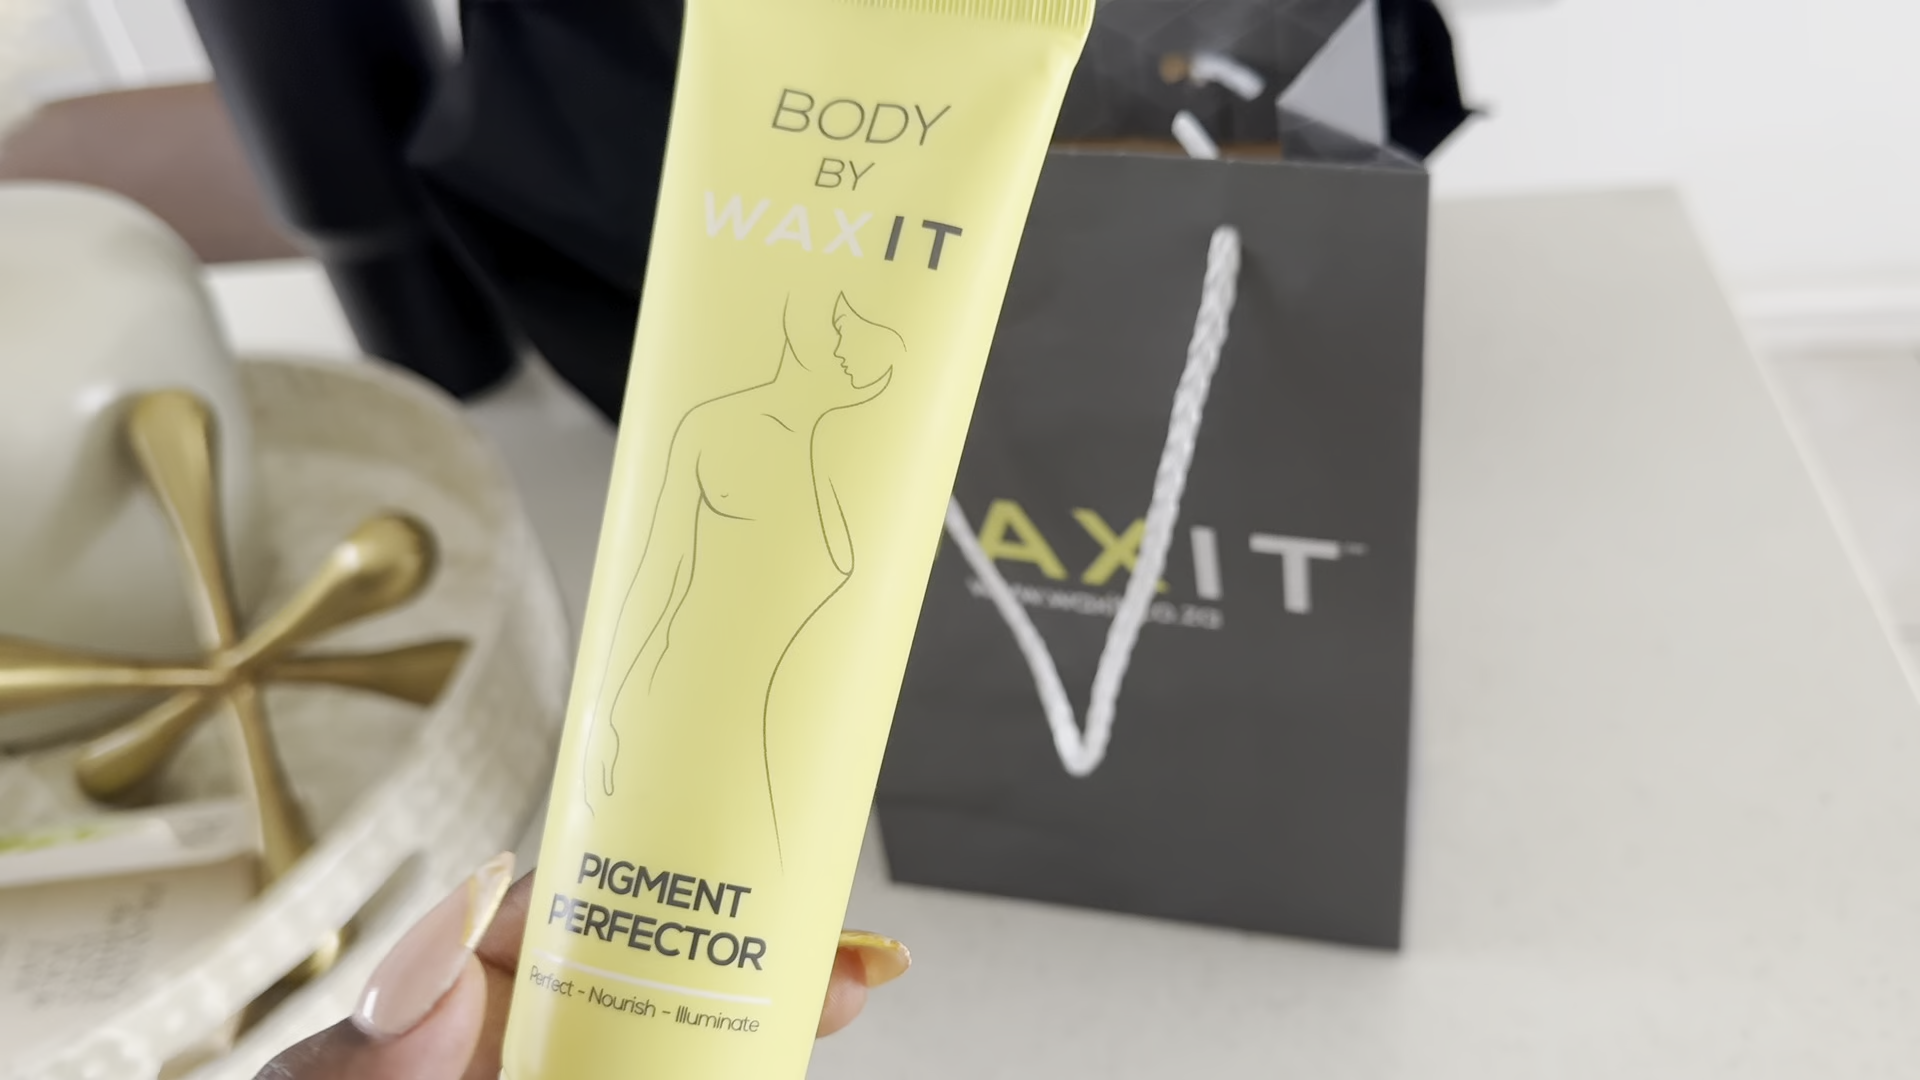 BODY
BY
WAXIT
PIGMENT
PERFECTOR
Perfect - Nourish - Illuminate
AXIT